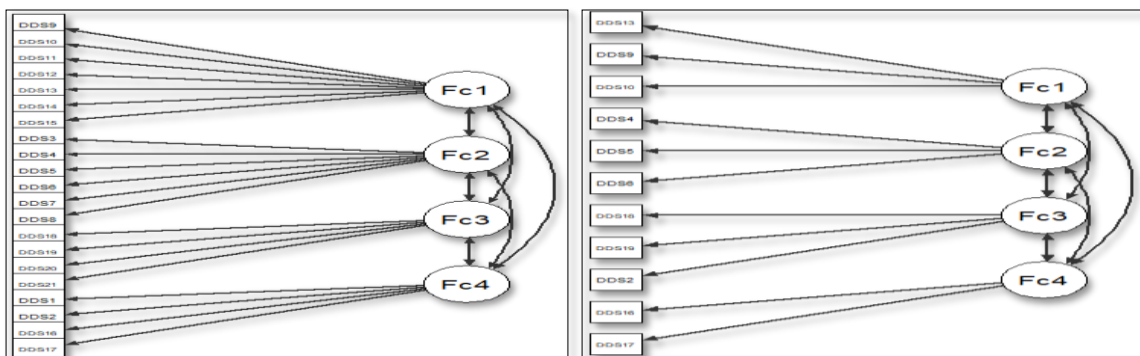 DDS9
DDS10
DDS11
DDS12
DDS13
DDS14
DDS15
DDS3
DDS4
DDS5
DDS6
DDS7
DDS8
DDS18
DDS19
DDS20
DDS21
DDS1
DDS2
DDS16
DDS17
Fc1
Fc2
Fc3
Fc4
DDS13
DDS9
DDS10
DDS4
DDS5
DDS6
DDS18
DDS19
DDS2
DDS16
DDS17
Fc1
Fc2
Fc3
Fc4